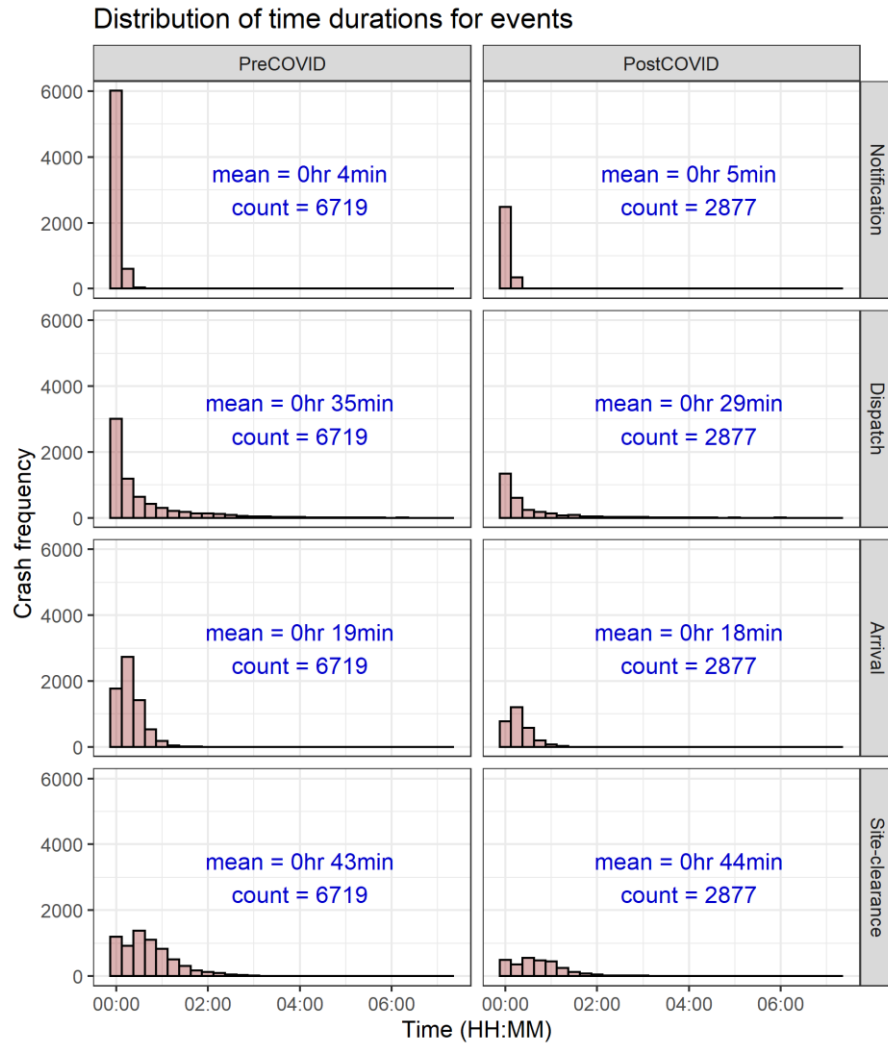 Distribution of time durations for events
PreCOVID
PostCOVID
6000
4000
2000
0
mean = 0hr 4min
count = 6719
mean = 0hr 5min
count = 2877
Notification
6000
4000
2000
0
mean = 0hr 35min
count = 6719
mean = 0hr 29min
count = 2877
Dispatch
Crash frequency
6000
4000
2000
0
mean = 0hr 19min
count = 6719
mean = 0hr 18min
count = 2877
Arrival
6000
4000
2000
0
mean = 0hr 43min
count = 6719
mean = 0hr 44min
count = 2877
Site-clearance
00:00 02:00 04:00 06:00
00:00 02:00 04:00 06:00
Time (HH:MM)